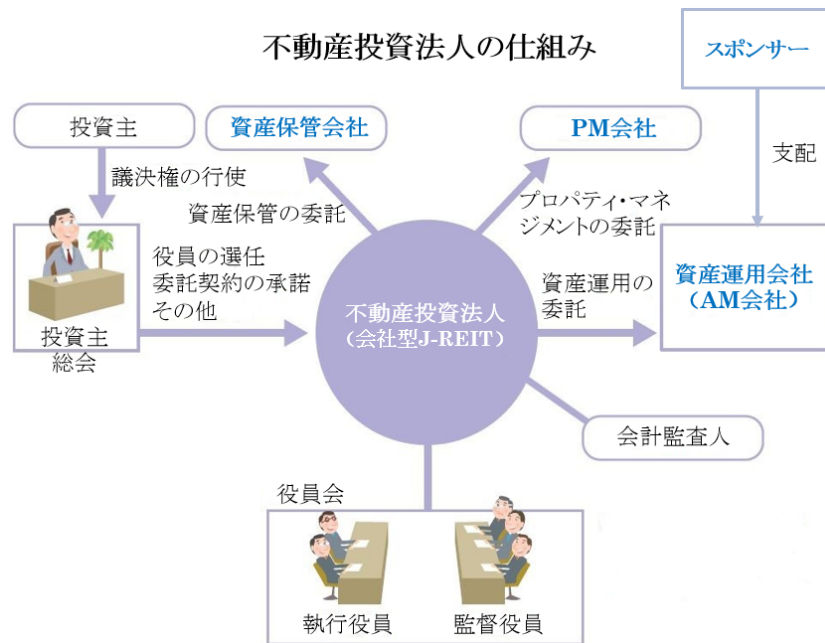 不動産投資法人の仕組み
スポンサー
投資主
資産保管会社
PM会社
支配
議決権の行使
資産保管の委託
プロパティ・マネ
ジメントの委託
役員の選任
委託契約の承諾
その他
資産運用の
委託
資産運用会社
（AM会社）
不動産投資法人
（会社型J-REIT）
投資主
総会
会計監査人
役員会
執行役員
監督役員